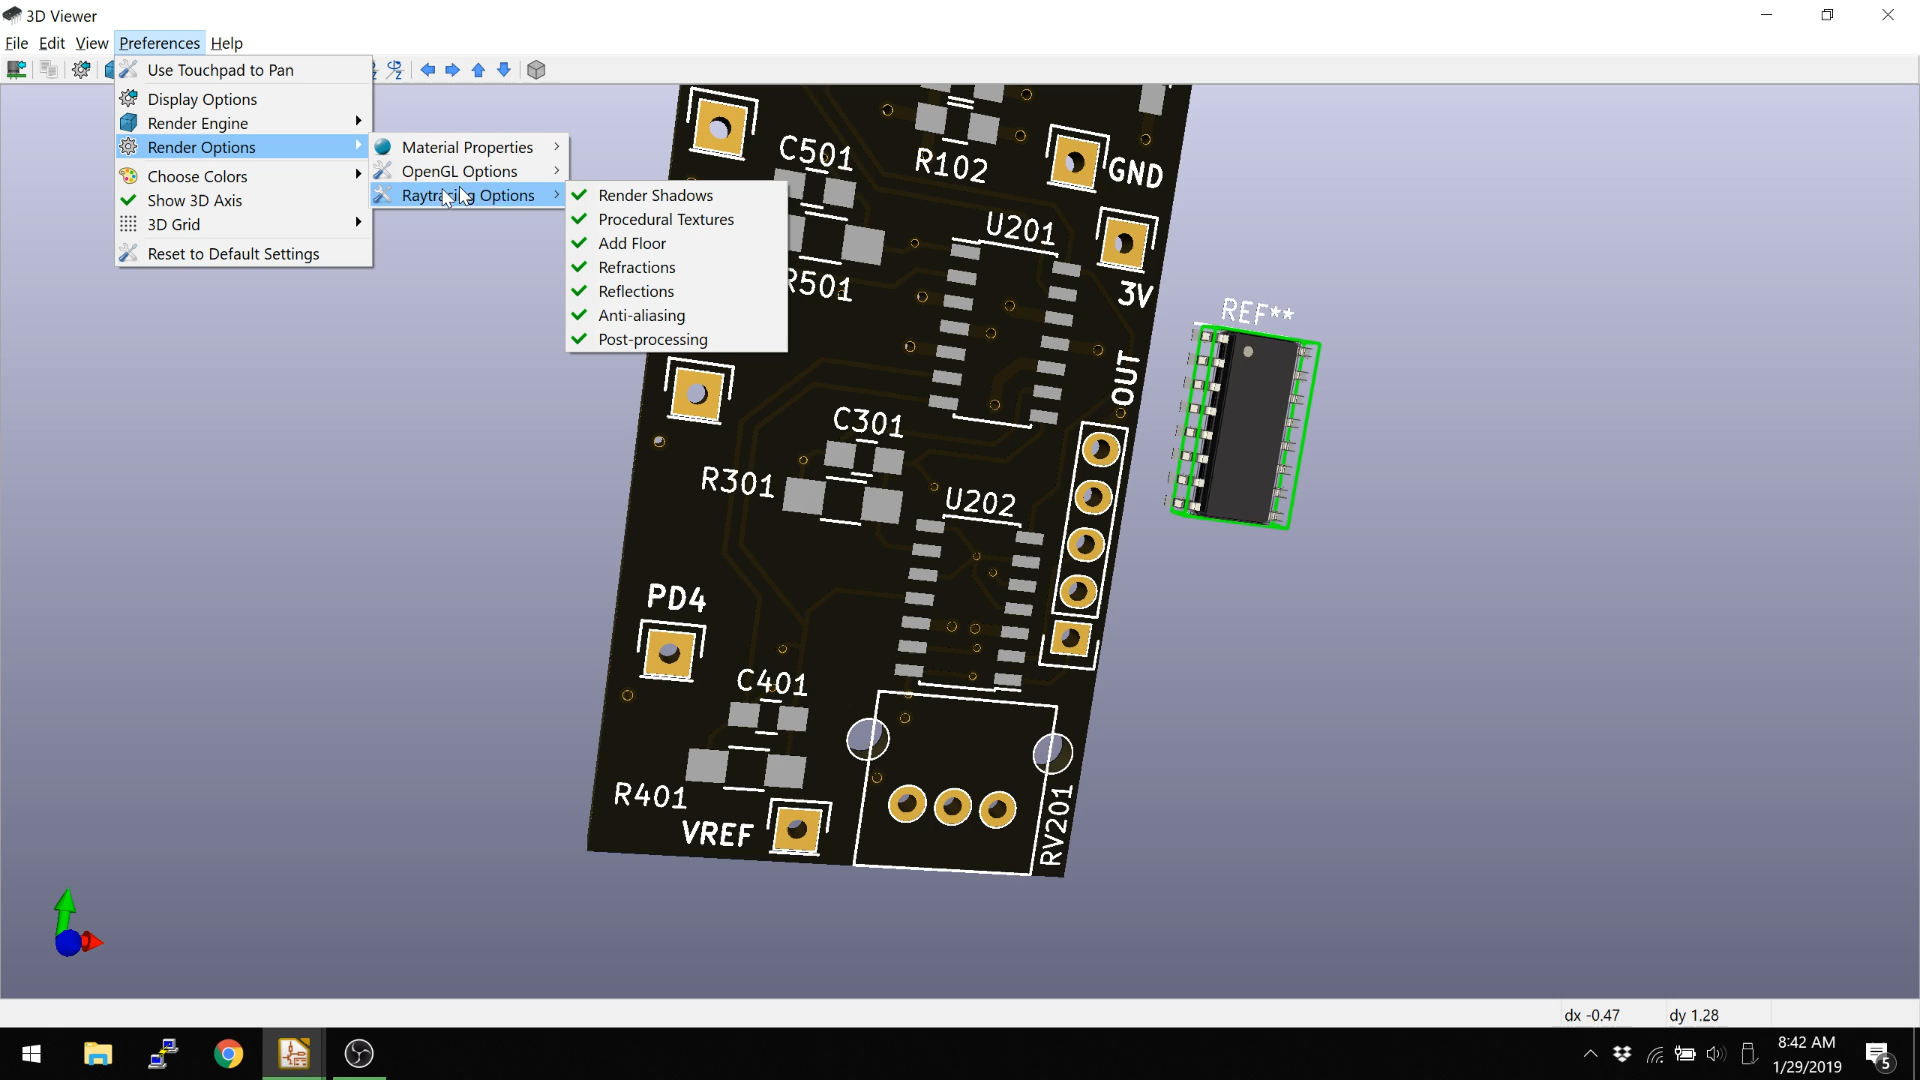 3D Viewer
File Edit View Preferences Help
Use Touchpad to Pan
Display Options
Render Engine
Render Options
Choose Colors
Show 3D Axis
3D Grid
Reset to Default Settings
Material Properties
OpenGL Options
Raytracing Options
Render Shadows
Procedural Textures
Add Floor
Refractions
Reflections
Anti-aliasing
Post-processing
C501
R102
GND
U201
R501
3V
REF**
OUT
C301
R301
U202
PD4
C401
R401
VREF
RV201
dx -0.47 dy 1.28
8:42 AM
1/29/2019
5